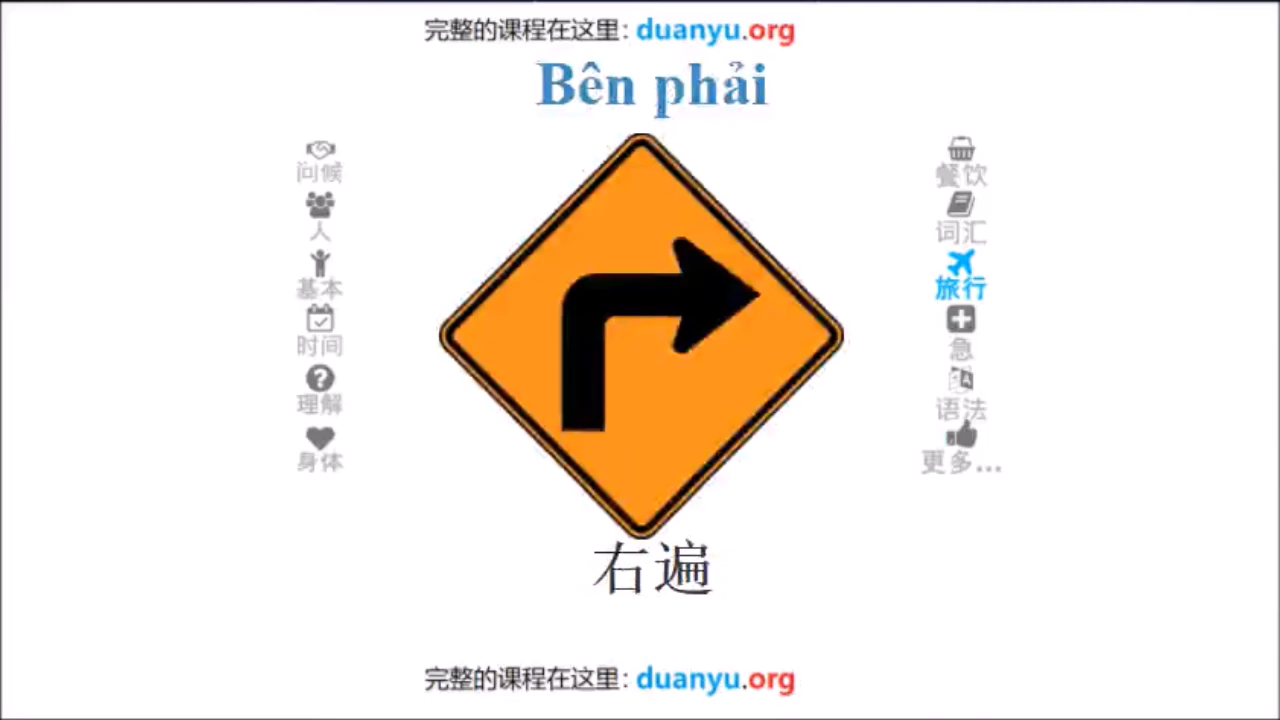 完整的课程在这里: duanyu.org
Bên phải
问候
人
基本
时间
理解
身体
餐饮
词汇
旅行
急
语法
更多...
右遍
完整的课程在这里: duanyu.org